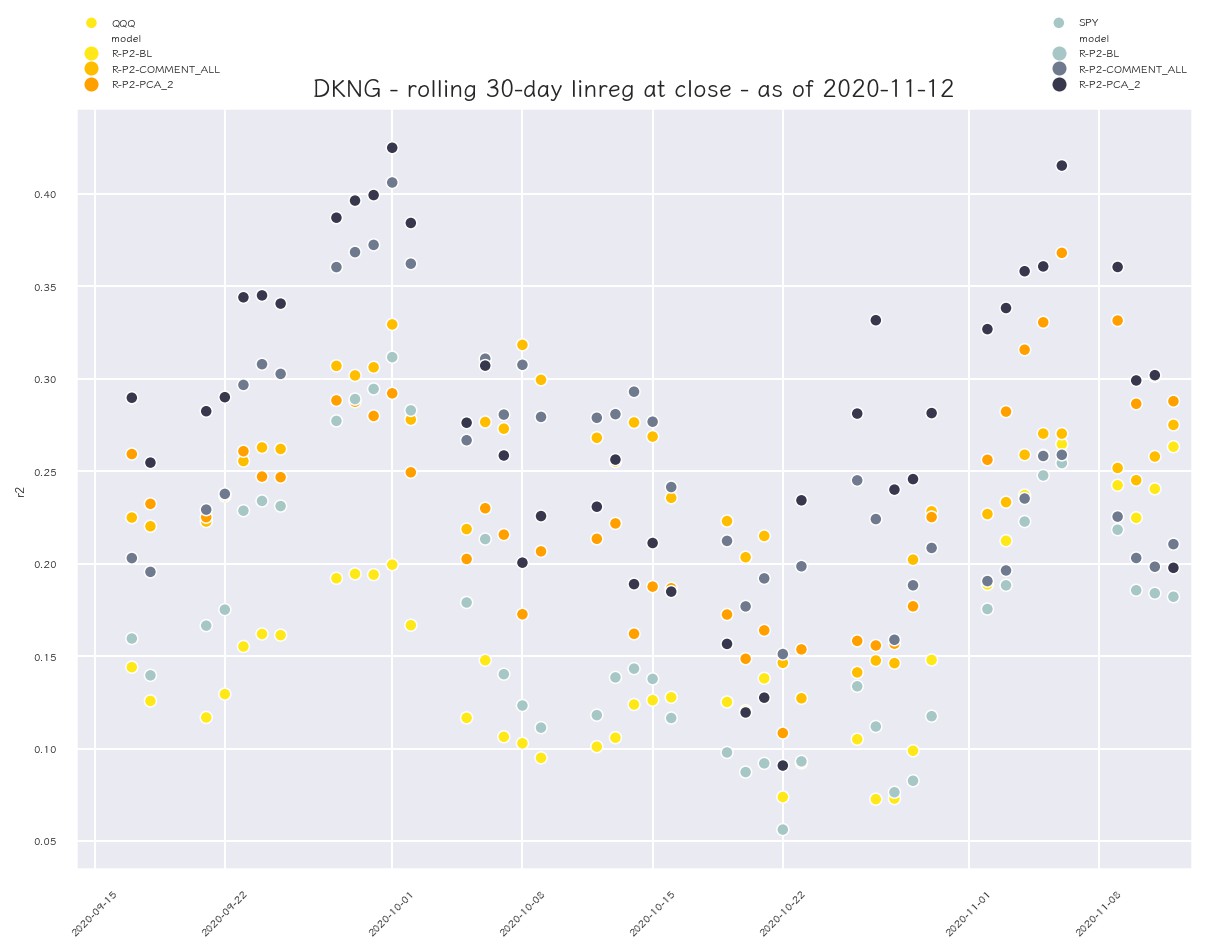 QQQ
model
R-P2-BL
R-P2-COMMENT_ALL
R-P2-PCA_2
SPY
model
R-P2-BL
R-P2-COMMENT_ALL
R-P2-PCA_2
DKNG - rolling 30-day linreg at close - as of 2020-11-12
0.40
0.35
0.30
0.25
r2
0.20
0.15
0.10
0.05
2020-09-15
2020-09-22
2020-10-01
2020-10-08
2020-10-15
2020-10-22
2020-11-01
2020-11-08